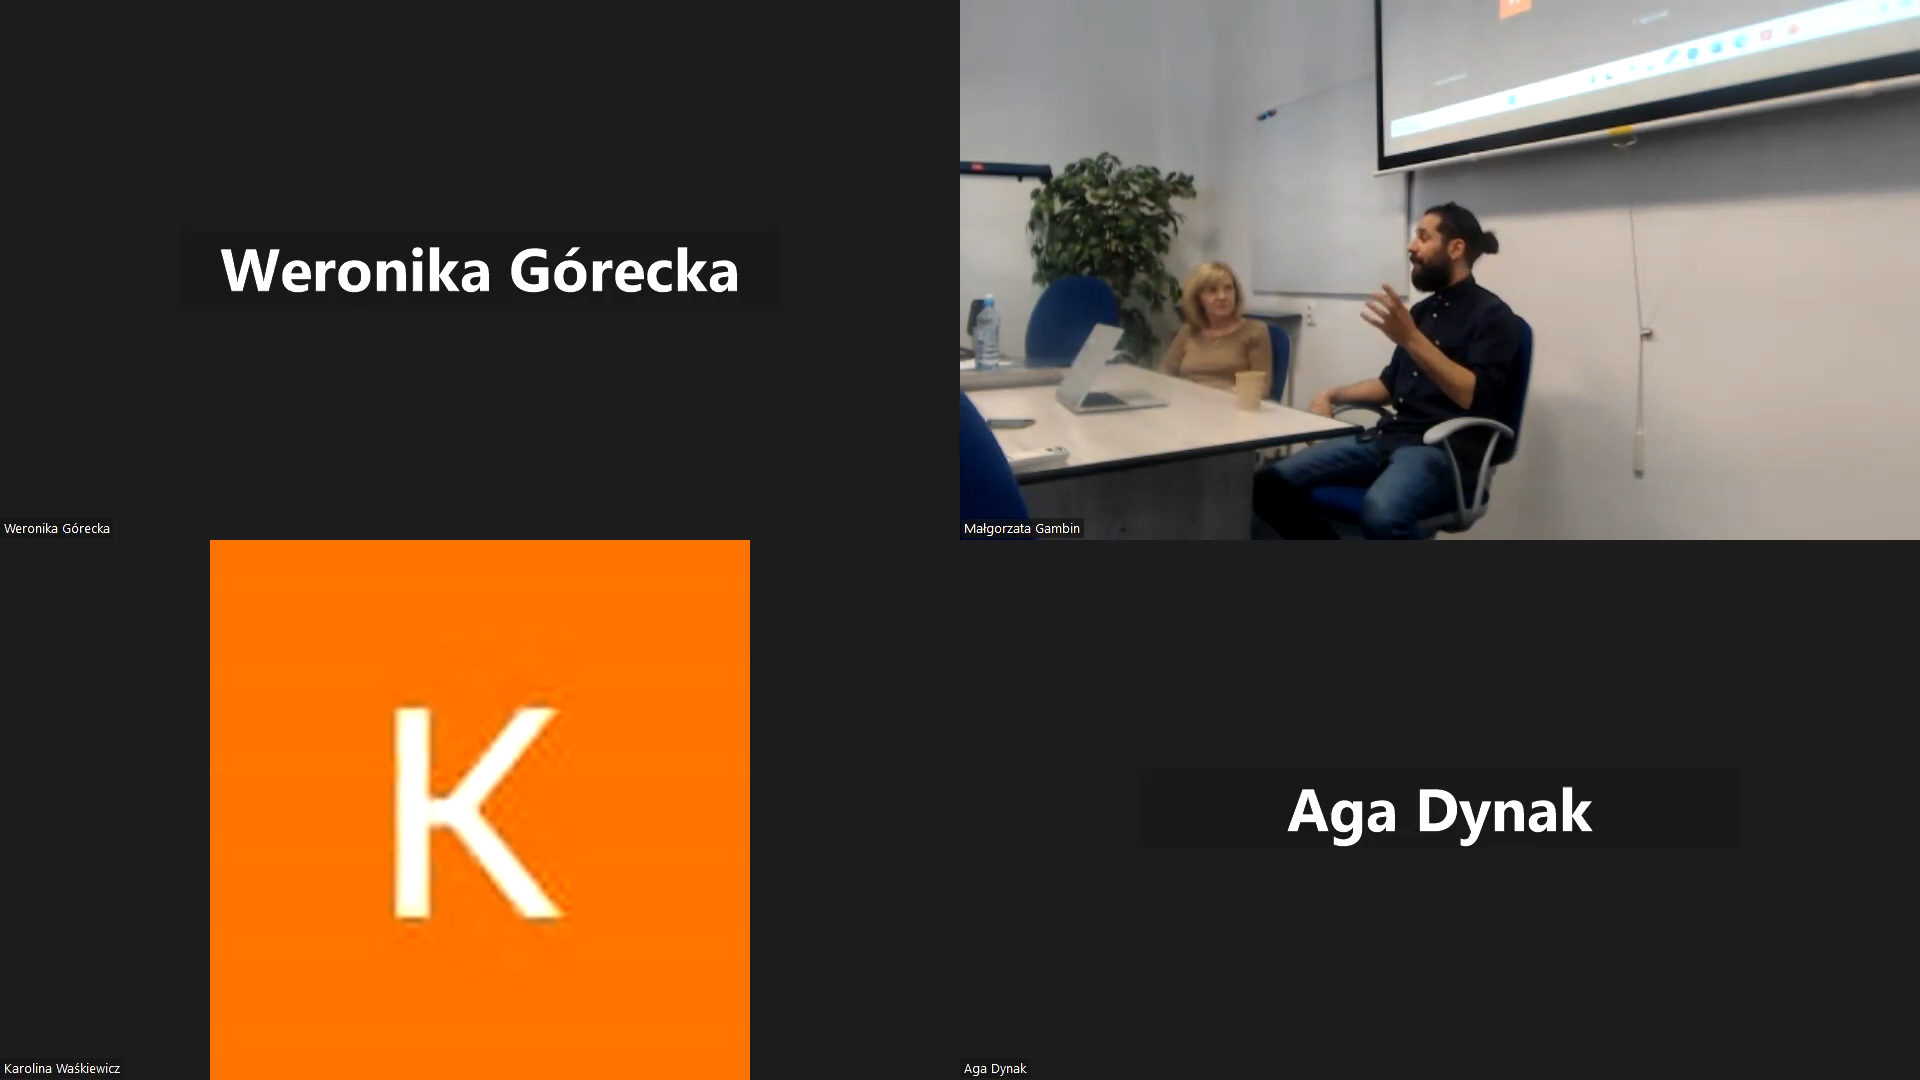 Weronika Górecka
Weronika Górecka
Małgorzata Gambin
K
Karolina Waśkiewicz
Aga Dynak
Aga Dynak